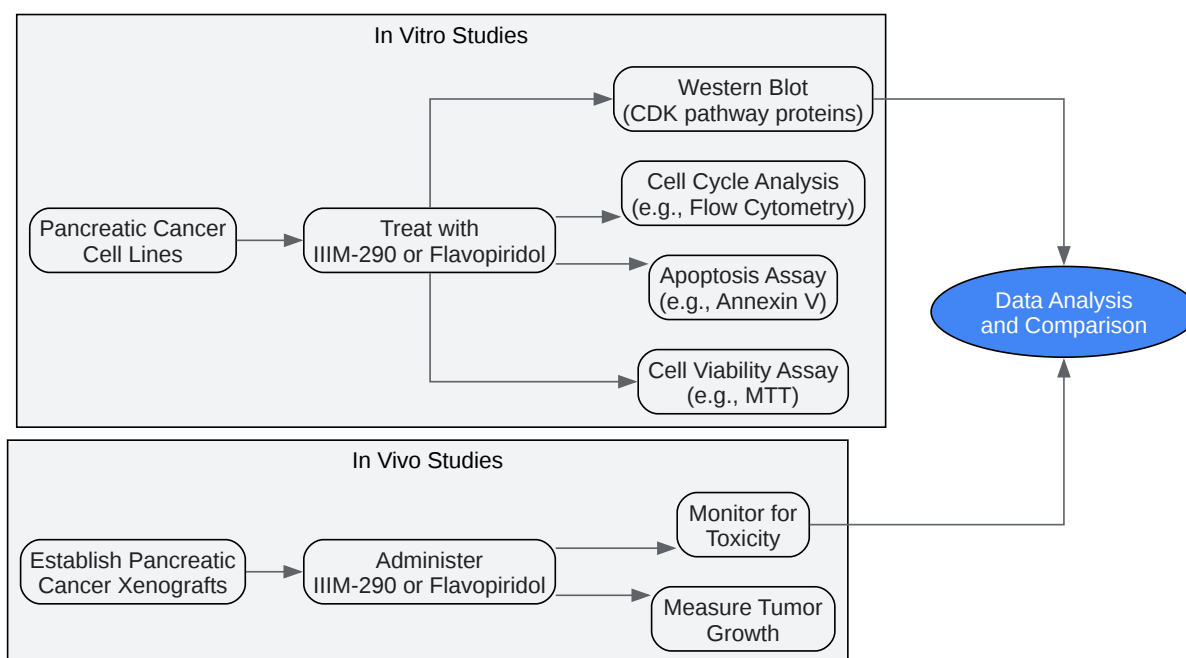 In Vitro Studies
Western Blot
(CDK pathway proteins)
Cell Cycle Analysis
(e.g., Flow Cytometry)
Pancreatic Cancer
Cell Lines
Treat with
IIIM-290 or Flavopiridol
Apoptosis Assay
(e.g., Annexin V)
Cell Viability Assay
(e.g., MTT)
Data Analysis
and Comparison
In Vivo Studies
Monitor for
Toxicity
Establish Pancreatic
Cancer Xenografts
Administer
IIIM-290 or Flavopiridol
Measure Tumor
Growth